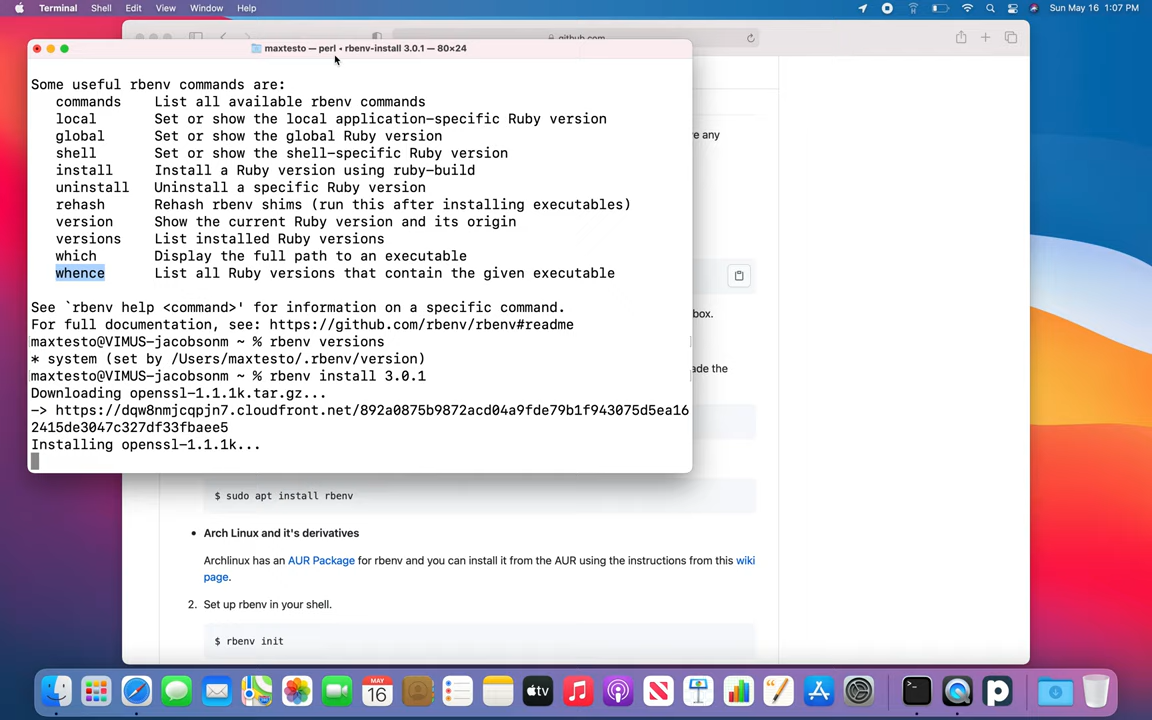 Terminal Shell Edit View Window Help Sun May 16 1:07 PM
github.com
maxtesto — perl • rbenv-install 3.0.1 — 80×24
Some useful rbenv commands are:
commands List all available rbenv commands
local Set or show the local application-specific Ruby version
global Set or show the global Ruby version
shell Set or show the shell-specific Ruby version
install Install a Ruby version using ruby-build
uninstall Uninstall a specific Ruby version
rehash Rehash rbenv shims (run this after installing executables)
version Show the current Ruby version and its origin
versions List installed Ruby versions
which Display the full path to an executable
whence List all Ruby versions that contain the given executable
See `rbenv help <command>' for information on a specific command.
For full documentation, see: https://github.com/rbenv/rbenv#readme
maxtesto@VIMUS-jacobsonm ~ % rbenv versions
* system (set by /Users/maxtesto/.rbenv/version)
maxtesto@VIMUS-jacobsonm ~ % rbenv install 3.0.1
Downloading openssl-1.1.1k.tar.gz...
-> https://dqw8nmjcqpjn7.cloudfront.net/892a0875b9872acd04a9fde79b1f943075d5ea16
2415de3047c327df33fbaee5
Installing openssl-1.1.1k...
e any
box.
ade the
$ sudo apt install rbenv
• Arch Linux and it's derivatives
Archlinux has an AUR Package for rbenv and you can install it from the AUR using the instructions from this wiki
page.
2. Set up rbenv in your shell.
$ rbenv init
MAY
16
tv